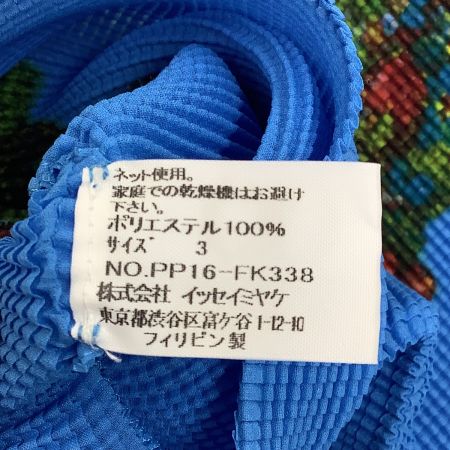 ネット使用。
家庭での乾燥機はお避け
下さい。
ポリエステル100%
サイズ 3
NO.PP16-FK338
株式会社 イッセイミヤケ
東京都渋谷区富ケ谷1-12-10
フィリピン製